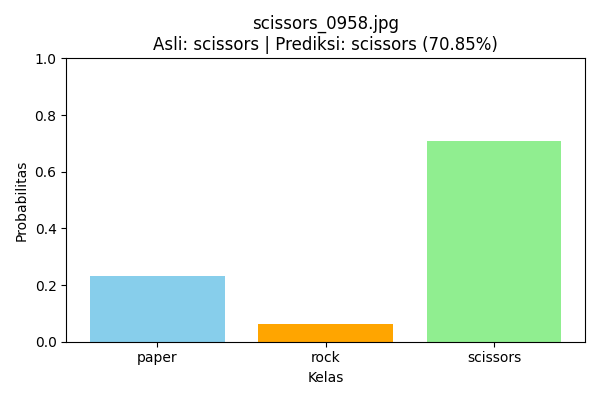 scissors_0958.jpg
Asli: scissors | Prediksi: scissors (70.85%)
1.0
0.8
0.6
0.4
0.2
0.0
Probabilitas
paper rock scissors
Kelas